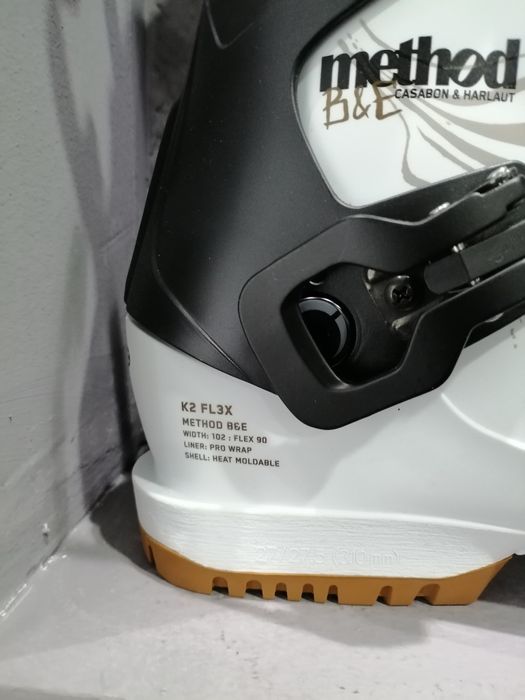 method
B&E
CASABON & HARLAUT
K2 FL3X
METHOD B&E
WIDTH: 102 : FLEX 90
LINER: PRO WRAP
SHELL: HEAT MOLDABLE
27/27.5 (310mm)